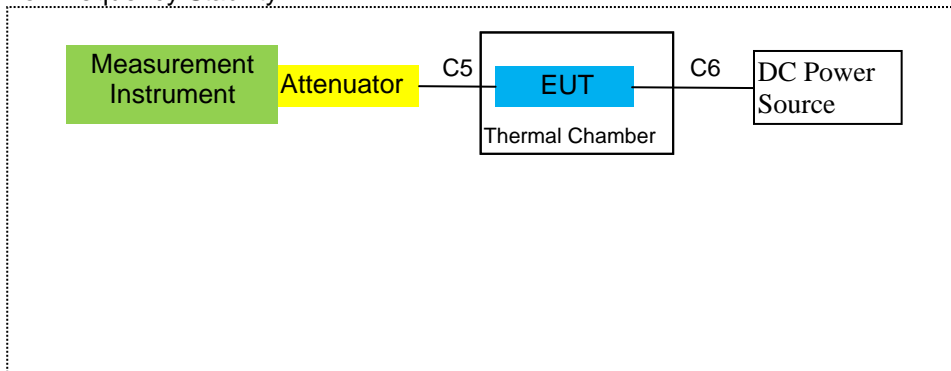 Measurement
Instrument
Attenuator
C5
EUT
Thermal Chamber
C6
DC Power
Source